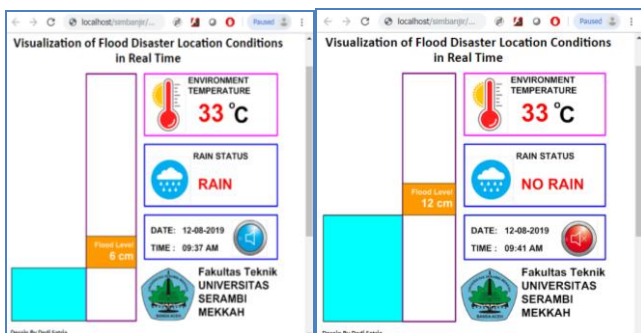 localhost/simbanjir/...
Paused
Visualization of Flood Disaster Location Conditions
in Real Time
ENVIRONMENT
TEMPERATURE
33 °C
RAIN STATUS
RAIN
Flood Level
6 cm
DATE: 12-08-2019
TIME : 09:37 AM
Fakultas Teknik
UNIVERSITAS
SERAMBI
MEKKAH
localhost/simbanjir/...
Paused
Visualization of Flood Disaster Location Conditions
in Real Time
ENVIRONMENT
TEMPERATURE
33 °C
RAIN STATUS
NO RAIN
Flood Level
12 cm
DATE: 12-08-2019
TIME : 09:41 AM
Fakultas Teknik
UNIVERSITAS
SERAMBI
MEKKAH